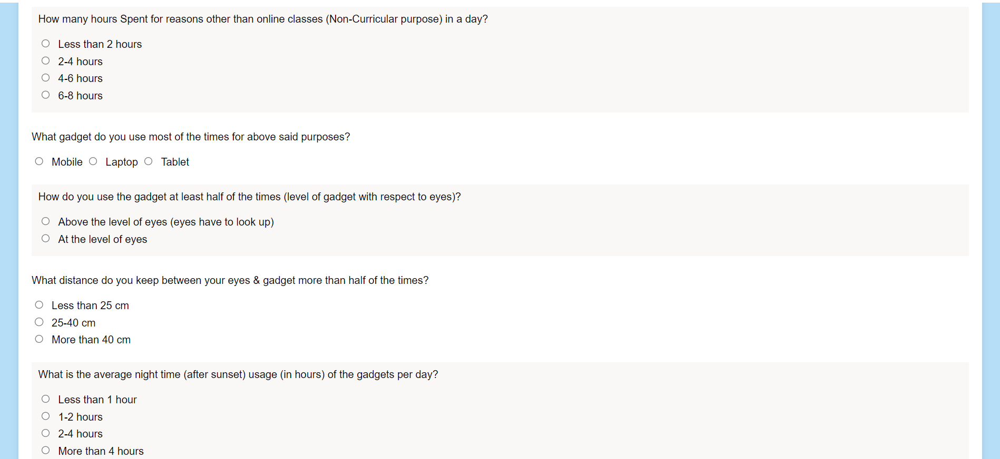 How many hours Spent for reasons other than online classes (Non-Curricular purpose) in a day?
Less than 2 hours
2-4 hours
4-6 hours
6-8 hours
What gadget do you use most of the times for above said purposes?
Mobile Laptop Tablet
How do you use the gadget at least half of the times (level of gadget with respect to eyes)?
Above the level of eyes (eyes have to look up)
At the level of eyes
What distance do you keep between your eyes & gadget more than half of the times?
Less than 25 cm
25-40 cm
More than 40 cm
What is the average night time (after sunset) usage (in hours) of the gadgets per day?
Less than 1 hour
1-2 hours
2-4 hours
More than 4 hours